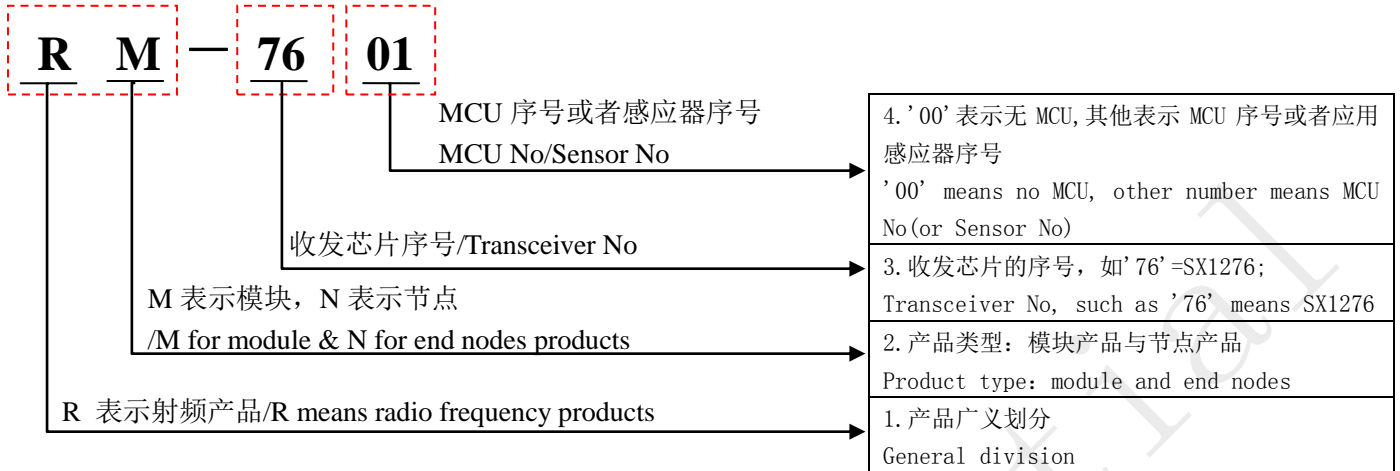 R M — 76 01
MCU 序号或者感应器序号
MCU No/Sensor No
4.'00'表示无 MCU,其他表示 MCU 序号或者应用
感应器序号
'00' means no MCU, other number means MCU
No(or Sensor No)
收发芯片序号/Transceiver No
3.收发芯片的序号，如'76'=SX1276;
Transceiver No, such as '76' means SX1276
M 表示模块，N 表示节点
/M for module & N for end nodes products
2.产品类型：模块产品与节点产品
Product type：module and end nodes
R 表示射频产品/R means radio frequency products
1.产品广义划分
General division
tial